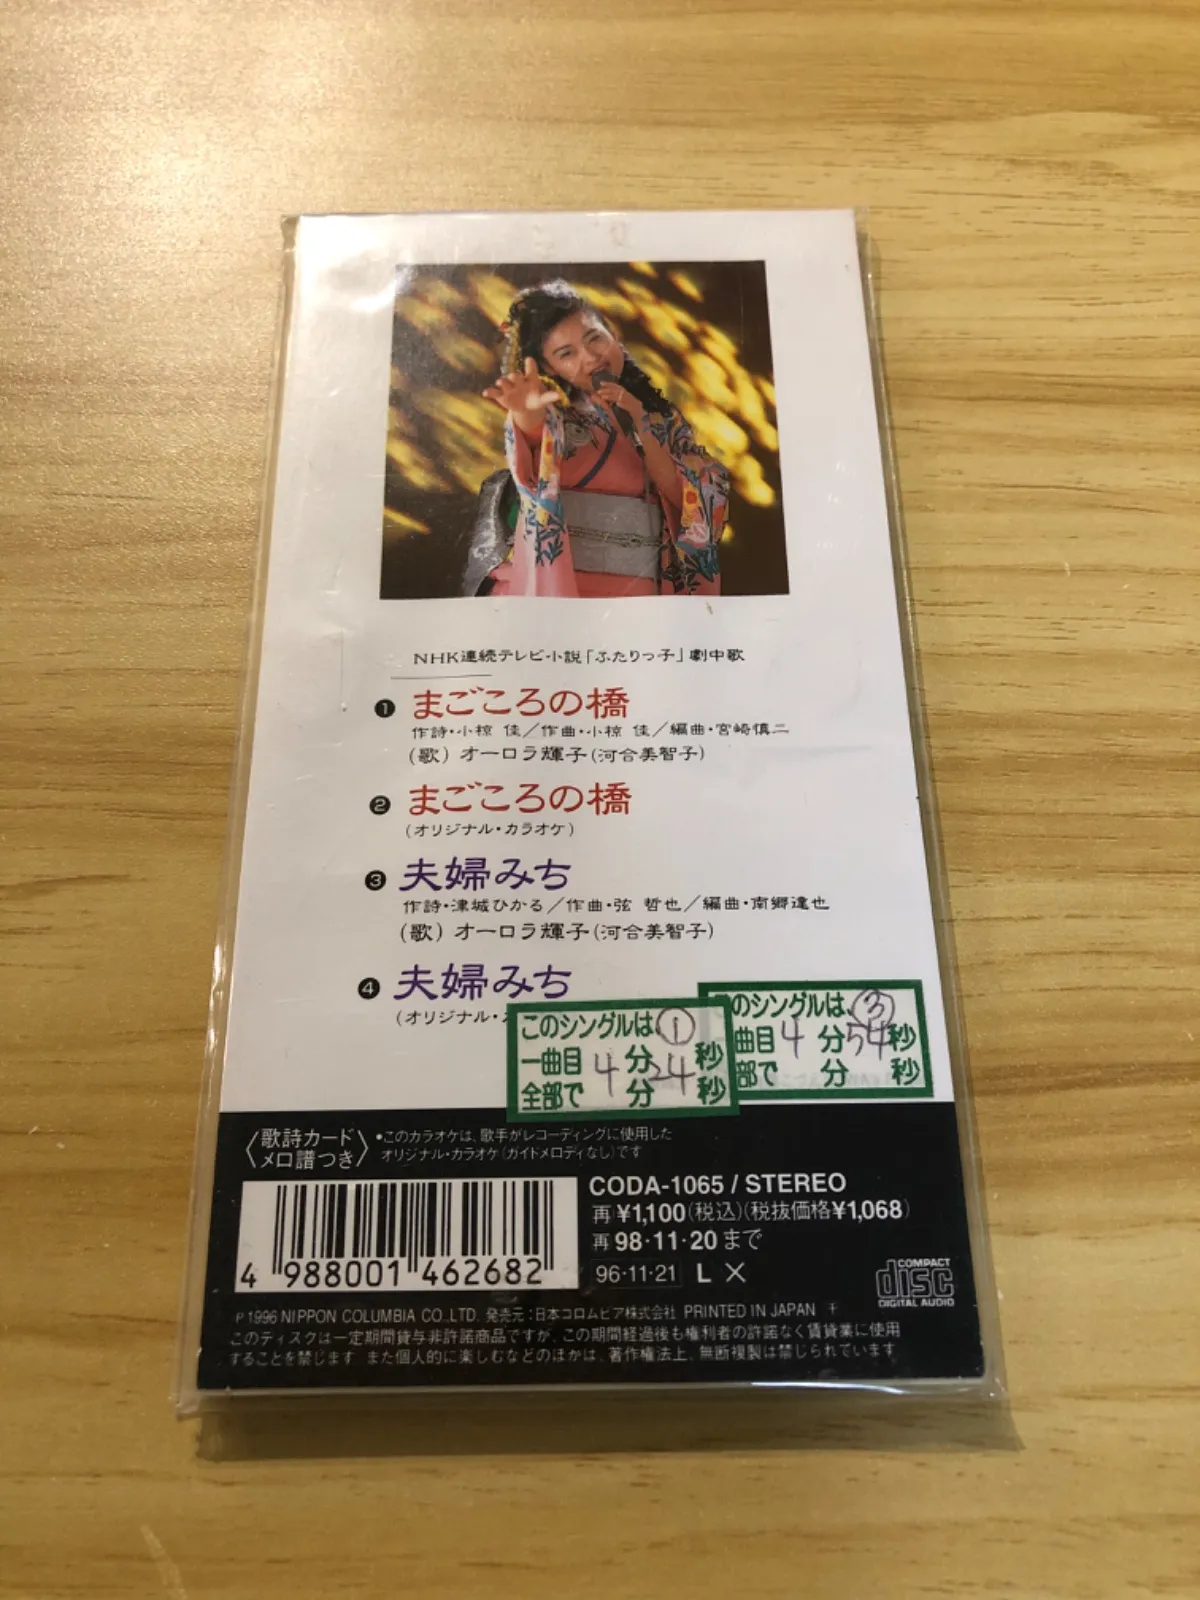 NHK連続テレビ小説「ふたりっ子」劇中歌
❶ まごころの橋
作詩・小椋 佳／作曲・小椋 佳／編曲・宮崎慎二
(歌) オーロラ輝子(河合美智子)
❷ まごころの橋
(オリジナル・カラオケ)
❸ 夫婦みち
作詩・津城ひかる／作曲・弦 哲也／編曲・南郷達也
(歌) オーロラ輝子(河合美智子)
❹ 夫婦みち
(オリジナル・
このシングルは、①
一曲目 4分24秒
全部で 分 秒
のシングルは、③
曲目 4分54秒
部で 分 秒
〈歌詩カード メロ譜つき〉
•このカラオケは、歌手がレコーディングに使用した
オリジナル・カラオケ(ガイドメロディなし)です
CODA-1065 / STEREO
再¥1,100(税込)(税抜価格¥1,068)
再98・11・20まで
96・11・21 L X
4 988001 462682
COMPACT
disc
DIGITAL AUDIO
℗ 1996 NIPPON COLUMBIA CO.,LTD. 発売元:日本コロムビア株式会社 PRINTED IN JAPAN
このディスクは一定期間貸与非許諾商品ですが、この期間経過後も権利者の許諾なく賃貸業に使用
することを禁じます また個人的に楽しむなどのほかは、著作権法上、無断複製は禁じられています